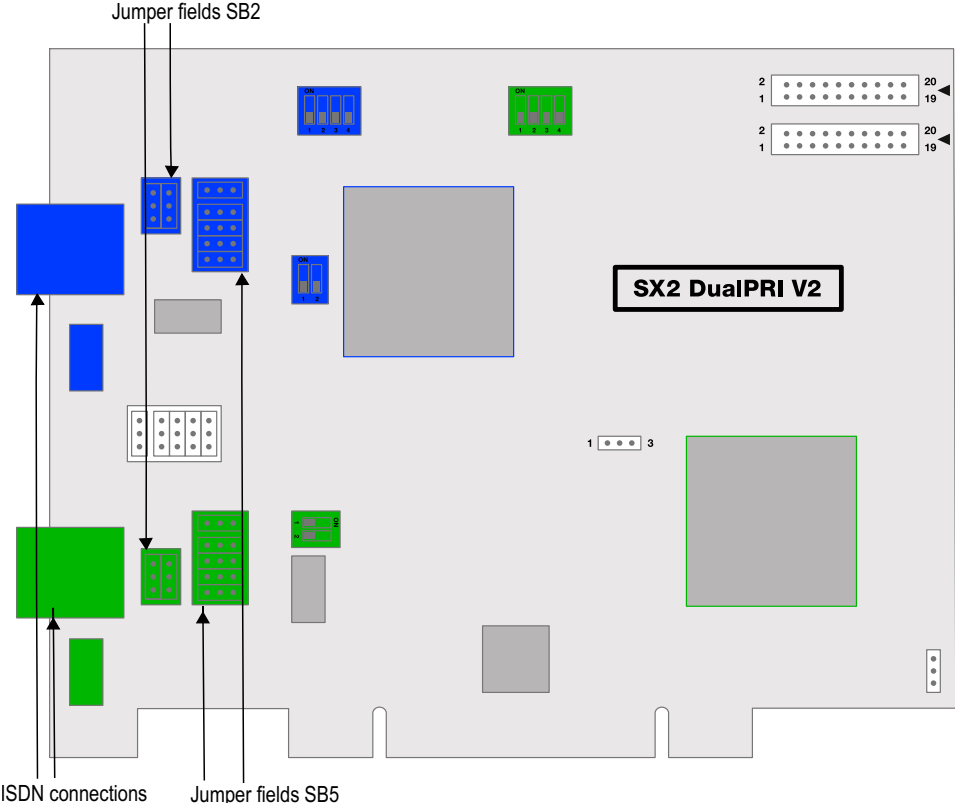 Jumper fields SB2
ON
1 2 3 4
ON
1 2 3 4
2 20
1 19
2 20
1 19
ON
1 2
SX2 DualPRI V2
1 3
ON
1
2
ISDN connections
Jumper fields SB5